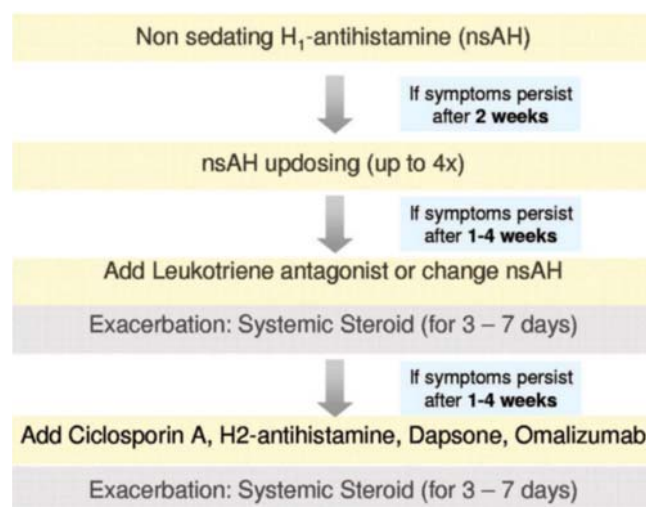 Non sedating H₁-antihistamine (nsAH)
If symptoms persist
after 2 weeks
nsAH updosing (up to 4x)
If symptoms persist
after 1-4 weeks
Add Leukotriene antagonist or change nsAH
Exacerbation: Systemic Steroid (for 3 – 7 days)
If symptoms persist
after 1-4 weeks
Add Ciclosporin A, H2-antihistamine, Dapsone, Omalizumab
Exacerbation: Systemic Steroid (for 3 – 7 days)